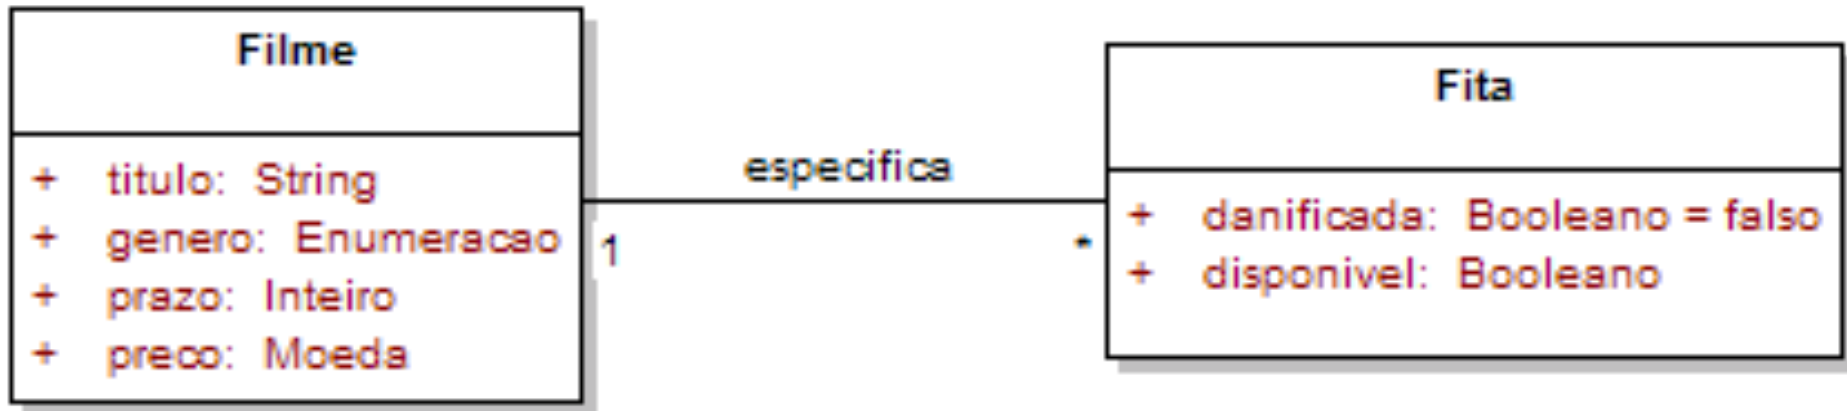 Filme
+ titulo: String
+ genero: Enumeracao
+ prazo: Inteiro
+ preco: Moeda
especifica
1
*
Fita
+ danificada: Booleano = falso
+ disponivel: Booleano